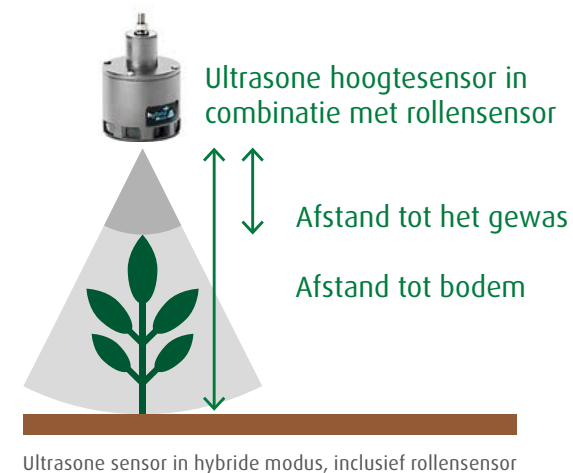 Ultrasone hoogtesensor in
combinatie met rollensensor
Afstand tot het gewas
Afstand tot bodem
Ultrasone sensor in hybride modus, inclusief rollensensor